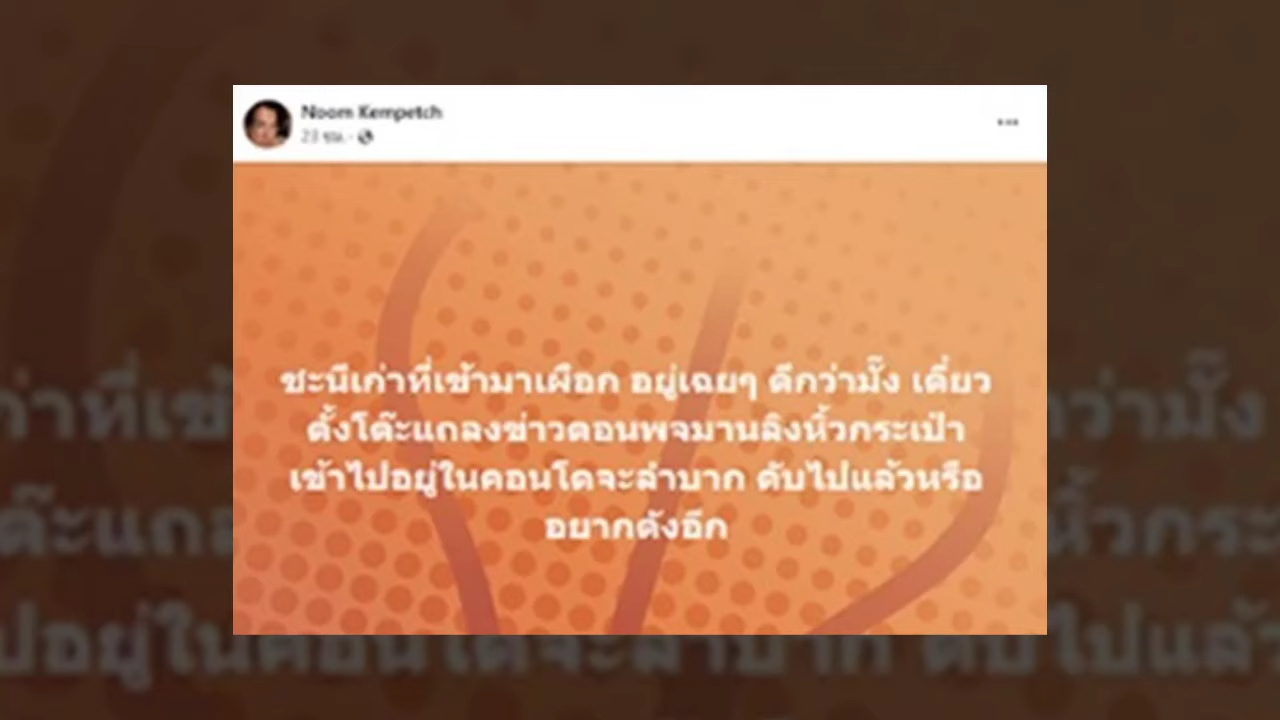 Noom Kempetch
23 ชม. ·
ชะนีเก่าที่เข้ามาเผือก อยู่เฉยๆ ดีกว่ามั๊ง เดี๋ยว
ตั้งโต๊ะแถลงข่าวตอนพจมานลิงหิ้วกระเป๋า
เข้าไปอยู่ในคอนโดจะลำบาก ดับไปแล้วหรือ
อยากดังอีก